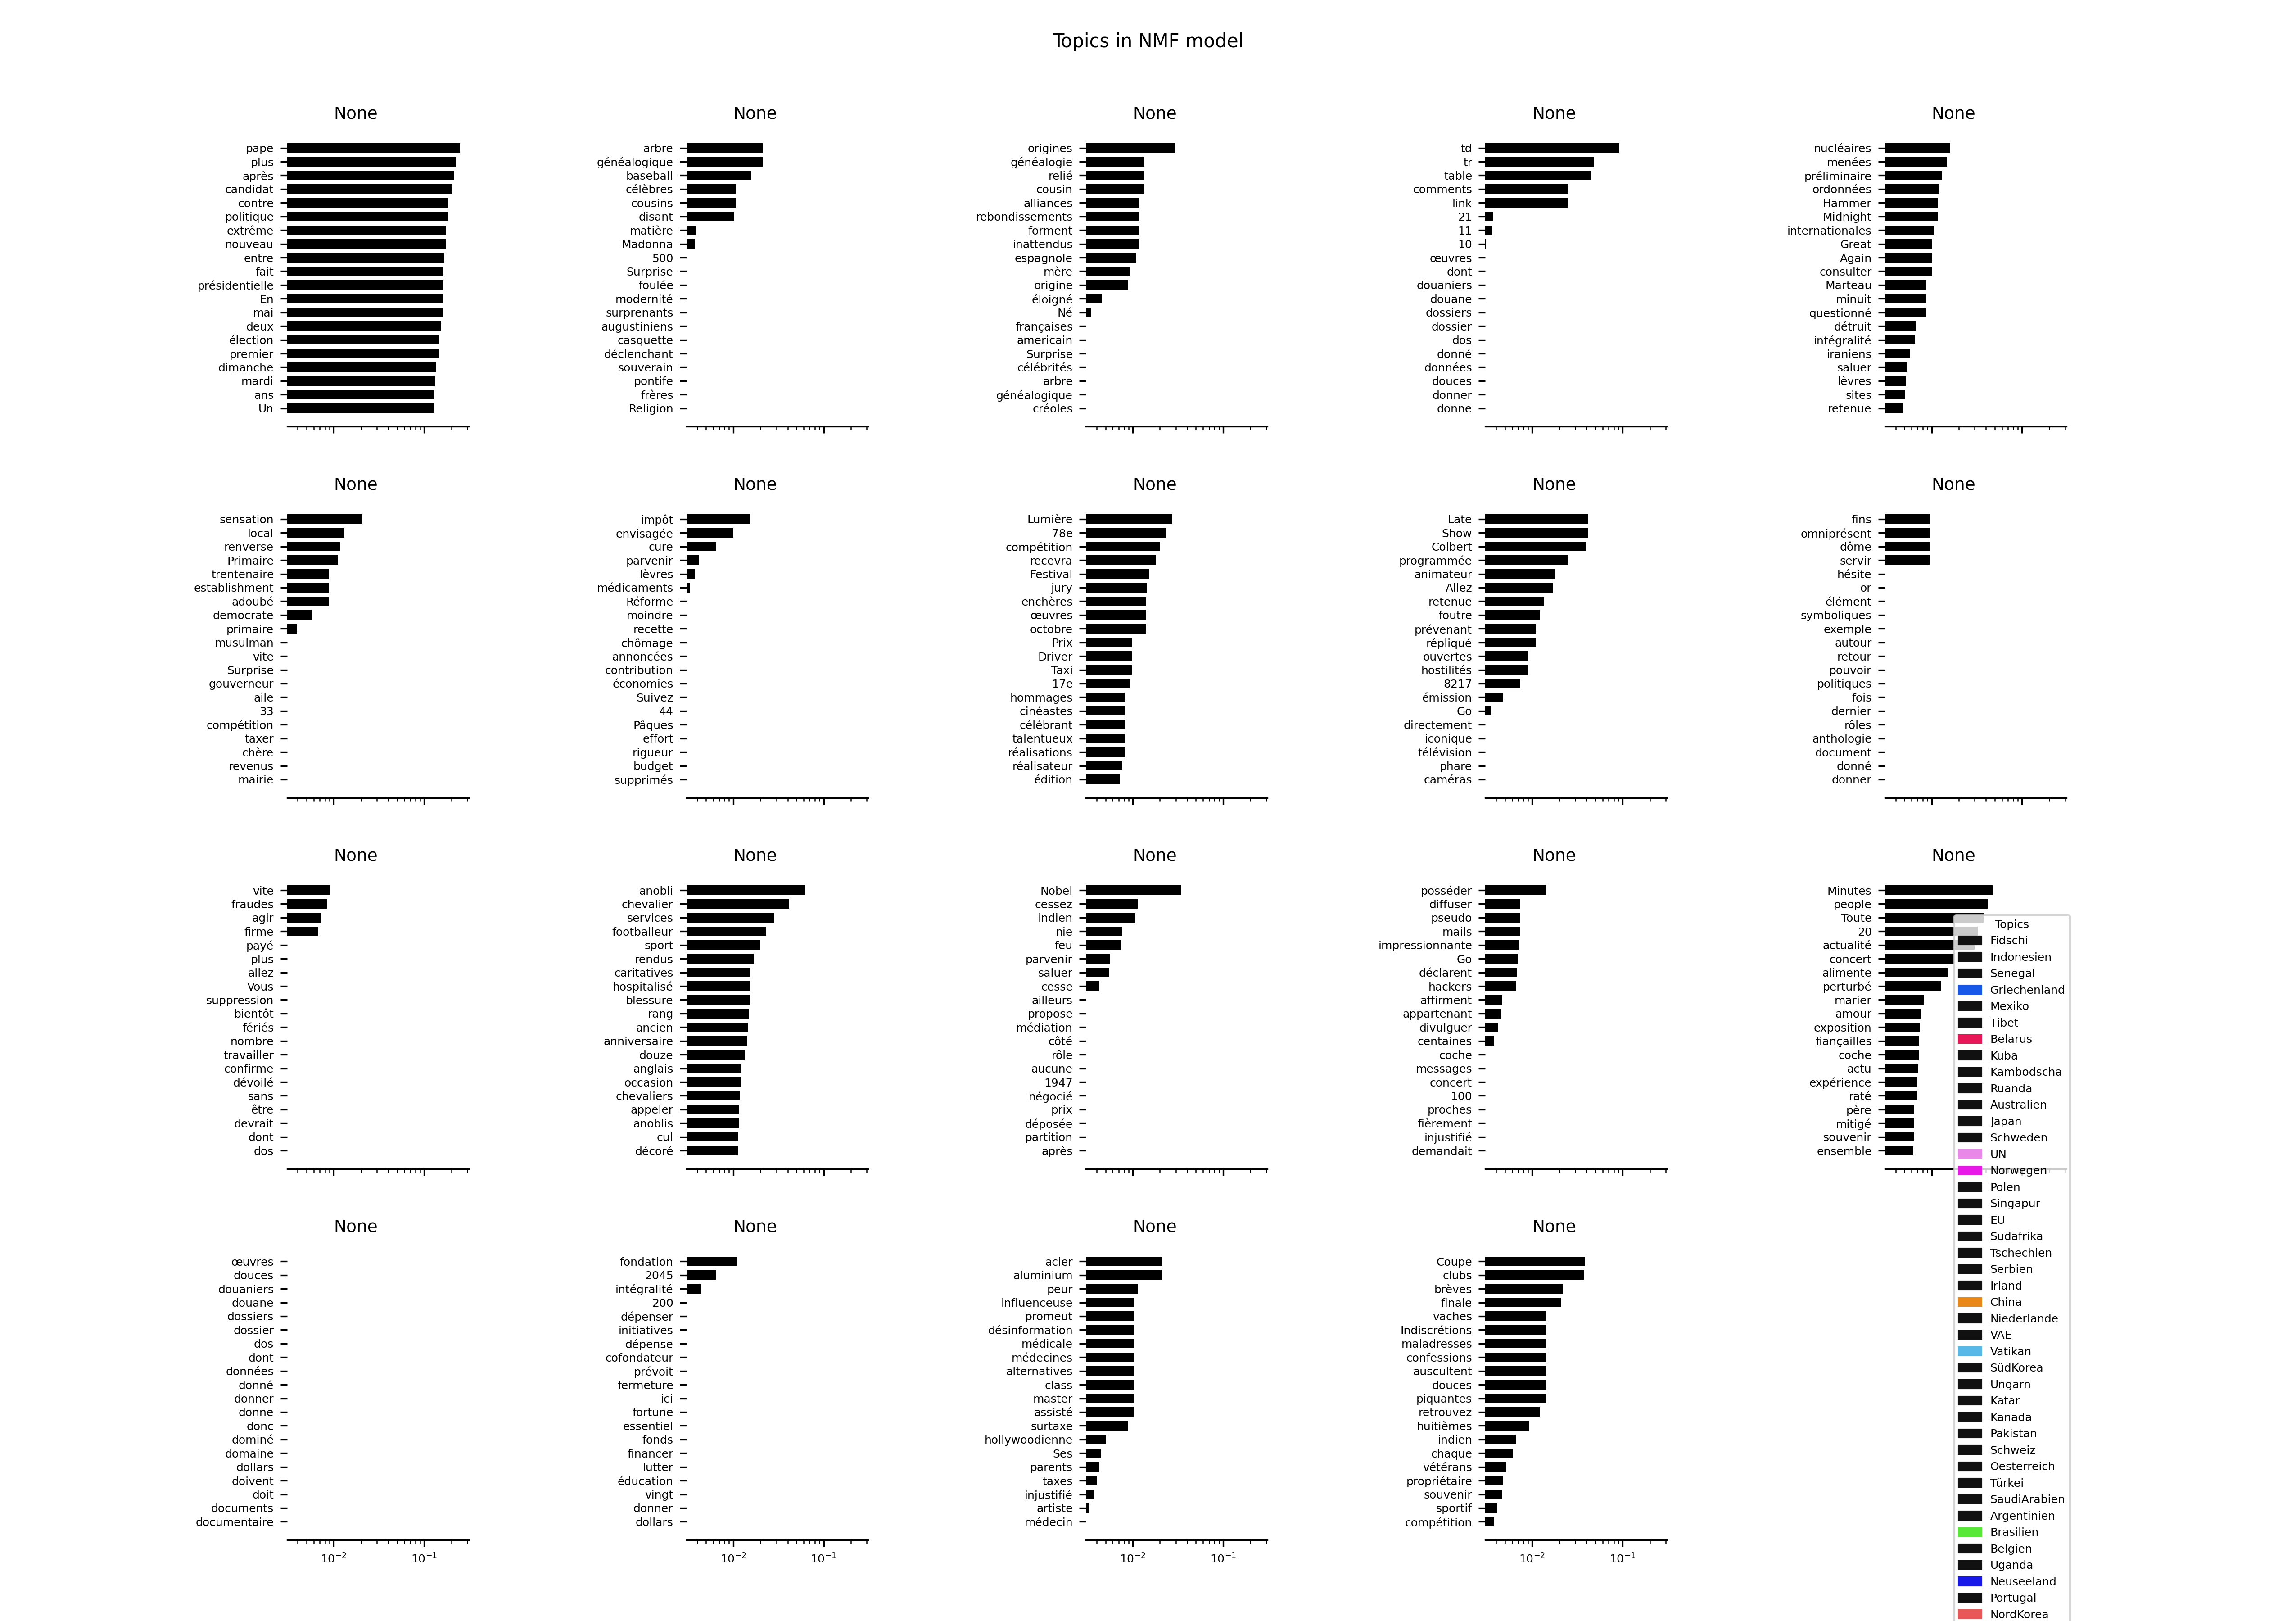 Topics in NMF model
None
pape
plus
après
candidat
contre
politique
extrême
nouveau
entre
fait
présidentielle
En
mai
deux
élection
premier
dimanche
mardi
ans
Un
None
arbre
généalogique
baseball
célèbres
cousins
disant
matière
Madonna
500
Surprise
foulée
modernité
surprenants
augustiniens
casquette
déclenchant
souverain
pontife
frères
Religion
None
origines
généalogie
relié
cousin
alliances
rebondissements
forment
inattendus
espagnole
mère
origine
éloigné
Né
françaises
americain
Surprise
célébrités
arbre
généalogique
créoles
None
td
tr
table
comments
link
21
11
10
œuvres
dont
douaniers
douane
dossiers
dossier
dos
donné
données
douces
donner
donne
None
nucléaires
menées
préliminaire
ordonnées
Hammer
Midnight
internationales
Great
Again
consulter
Marteau
minuit
questionné
détruit
intégralité
iraniens
saluer
lèvres
sites
retenue
None
sensation
local
renverse
Primaire
trentenaire
establishment
adoubé
democrate
primaire
musulman
vite
Surprise
gouverneur
aile
33
compétition
taxer
chère
revenus
mairie
None
impôt
envisagée
cure
parvenir
lèvres
médicaments
Réforme
moindre
recette
chômage
annoncées
contribution
économies
Suivez
44
Pâques
effort
rigueur
budget
supprimés
None
Lumière
78e
compétition
recevra
Festival
jury
enchères
œuvres
octobre
Prix
Driver
Taxi
17e
hommages
cinéastes
célébrant
talentueux
réalisations
réalisateur
édition
None
Late
Show
Colbert
programmée
animateur
Allez
retenue
foutre
prévenant
répliqué
ouvertes
hostilités
8217
émission
Go
directement
iconique
télévision
phare
caméras
None
fins
omniprésent
dôme
servir
hésite
or
élément
symboliques
exemple
autour
retour
pouvoir
politiques
fois
dernier
rôles
anthologie
document
donné
donner
None
vite
fraudes
agir
firme
payé
plus
allez
Vous
suppression
bientôt
fériés
nombre
travailler
confirme
dévoilé
sans
être
devrait
dont
dos
None
anobli
chevalier
services
footballeur
sport
rendus
caritatives
hospitalisé
blessure
rang
ancien
anniversaire
douze
anglais
occasion
chevaliers
appeler
anoblis
cul
décoré
None
Nobel
cessez
indien
nie
feu
parvenir
saluer
cesse
ailleurs
propose
médiation
côté
rôle
aucune
1947
négocié
prix
déposée
partition
après
None
posséder
diffuser
pseudo
mails
impressionnante
Go
déclarent
hackers
affirment
appartenant
divulguer
centaines
coche
messages
concert
100
proches
fièrement
injustifié
demandait
None
Minutes
people
Toute
20
actualité
concert
alimente
perturbé
marier
amour
exposition
fiançailles
coche
actu
expérience
raté
père
mitigé
souvenir
ensemble
Topics
Fidschi
Indonesien
Senegal
Griechenland
Mexiko
Tibet
Belarus
Kuba
Kambodscha
Ruanda
Australien
Japan
Schweden
UN
Norwegen
Polen
Singapur
EU
Südafrika
Tschechien
Serbien
Irland
China
Niederlande
VAE
Vatikan
SüdKorea
Ungarn
Katar
Kanada
Pakistan
Schweiz
Oesterreich
Türkei
SaudiArabien
Argentinien
Brasilien
Belgien
Uganda
Neuseeland
Portugal
NordKorea
None
œuvres
douces
douaniers
douane
dossiers
dossier
dos
dont
données
donné
donner
donne
donc
dominé
domaine
dollars
doivent
doit
documents
documentaire
10⁻² 10⁻¹
None
fondation
2045
intégralité
200
dépenser
initiatives
dépense
cofondateur
prévoit
fermeture
ici
fortune
essentiel
fonds
financer
lutter
éducation
vingt
donner
dollars
10⁻² 10⁻¹
None
acier
aluminium
peur
influenceuse
promeut
désinformation
médicale
médecines
alternatives
class
master
assisté
surtaxe
hollywoodienne
Ses
parents
taxes
injustifié
artiste
médecin
10⁻² 10⁻¹
None
Coupe
clubs
brèves
finale
vaches
Indiscrétions
maladresses
confessions
auscultent
douces
piquantes
retrouvez
huitièmes
indien
chaque
vétérans
propriétaire
souvenir
sportif
compétition
10⁻² 10⁻¹